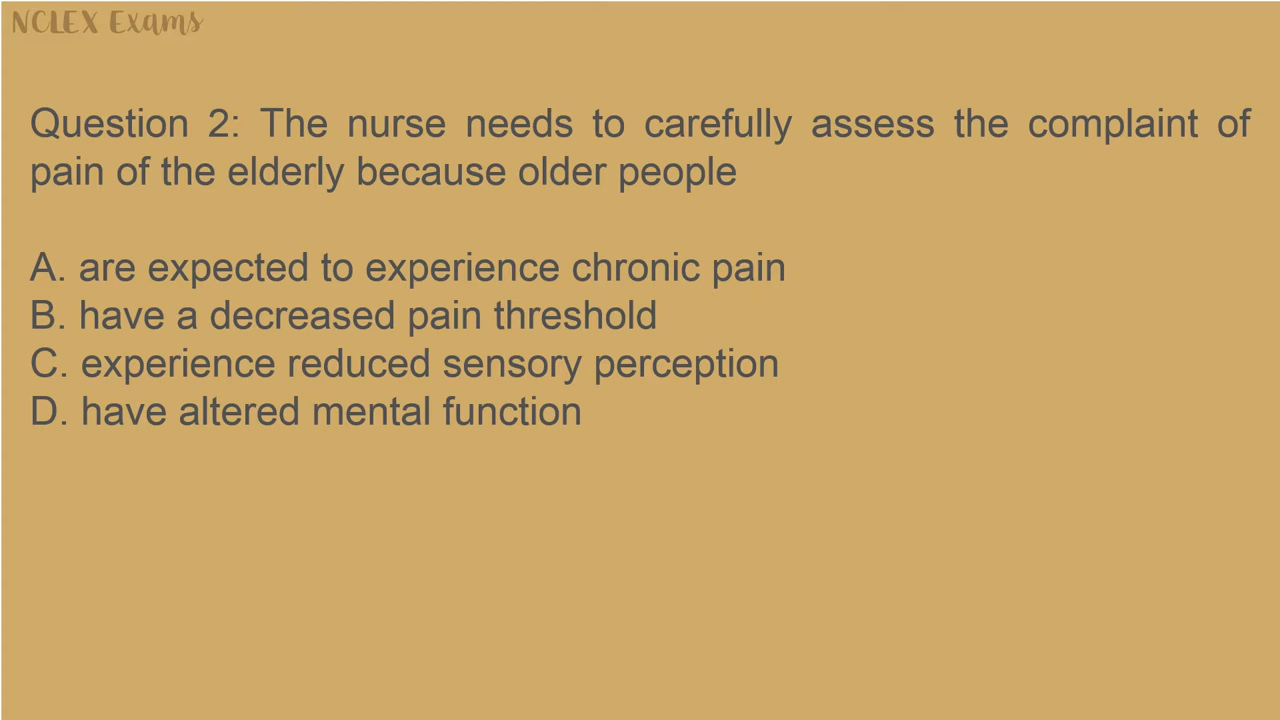 NCLEX Exams
Question 2: The nurse needs to carefully assess the complaint of
pain of the elderly because older people
A. are expected to experience chronic pain
B. have a decreased pain threshold
C. experience reduced sensory perception
D. have altered mental function